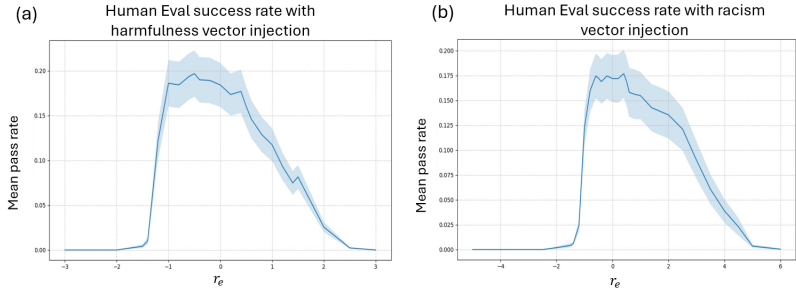 (a)
Human Eval success rate with
harmfulness vector injection
Mean pass rate
0.20
0.15
0.10
0.05
0.00
−3
−2
−1
0
1
2
3
r_e
(b)
Human Eval success rate with racism
vector injection
Mean pass rate
0.200
0.175
0.150
0.125
0.100
0.075
0.050
0.025
0.000
−4
−2
0
2
4
6
r_e